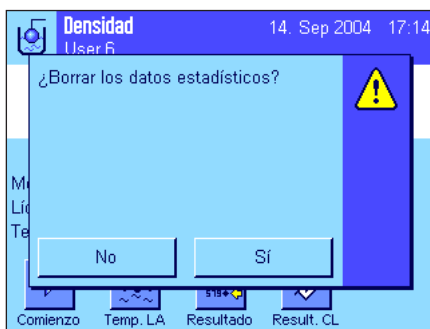 Densidad 14. Sep 2004 17:14
User 6
¿Borrar los datos estadísticos?
No Sí
Comienzo Temp. LA Resultado Result. CL